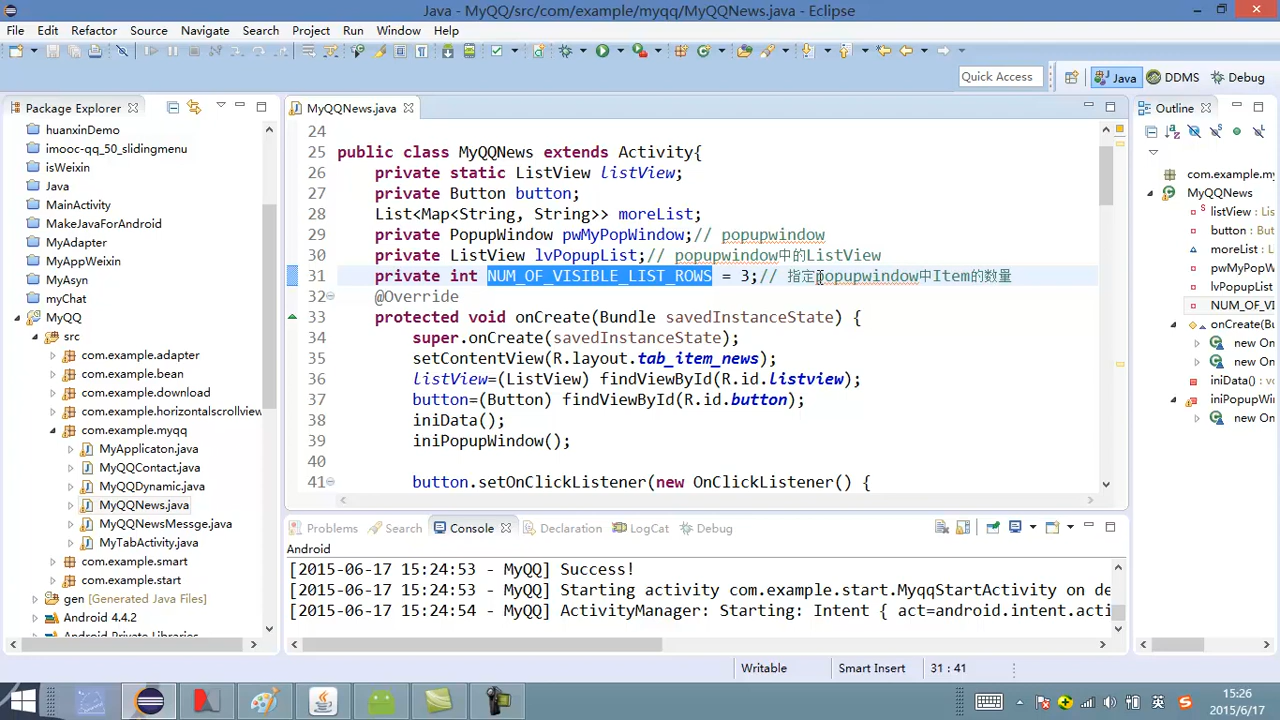 Java - MyQQ/src/com/example/myqq/MyQQNews.java - Eclipse
File Edit Refactor Source Navigate Search Project Run Window Help
Quick Access Java DDMS Debug
Package Explorer
huanxinDemo
imooc-qq_50_slidingmenu
isWeixin
Java
MainActivity
MakeJavaForAndroid
MyAdapter
MyAppWeixin
MyAsyn
myChat
MyQQ
src
com.example.adapter
com.example.bean
com.example.download
com.example.horizontalscrollview
com.example.myqq
MyApplicaton.java
MyQQContact.java
MyQQDynamic.java
MyQQNews.java
MyQQNewsMessge.java
MyTabActivity.java
com.example.smart
com.example.start
gen [Generated Java Files]
Android 4.4.2
Android Private Libraries
MyQQNews.java
24
25 public class MyQQNews extends Activity{
26 private static ListView listView;
27 private Button button;
28 List<Map<String, String>> moreList;
29 private PopupWindow pwMyPopWindow;// popupwindow
30 private ListView lvPopupList;// popupwindow中的ListView
31 private int NUM_OF_VISIBLE_LIST_ROWS = 3;// 指定popupwindow中Item的数量
32 @Override
33 protected void onCreate(Bundle savedInstanceState) {
34 super.onCreate(savedInstanceState);
35 setContentView(R.layout.tab_item_news);
36 listView=(ListView) findViewById(R.id.listview);
37 button=(Button) findViewById(R.id.button);
38 iniData();
39 iniPopupWindow();
40
41 button.setOnClickListener(new OnClickListener() {
Outline
com.example.my
MyQQNews
listView :
button :
moreList :
pwMyPo
lvPopupL
NUM_OF_VI
onCreate(B
new On
new On
iniData() :
iniPopupW
new On
Problems Search Console Declaration LogCat Debug
Android
[2015-06-17 15:24:53 - MyQQ] Success!
[2015-06-17 15:24:53 - MyQQ] Starting activity com.example.start.MyqqStartActivity on de
[2015-06-17 15:24:54 - MyQQ] ActivityManager: Starting: Intent { act=android.intent.acti
Writable Smart Insert 31 : 41
英
15:26
2015/6/17